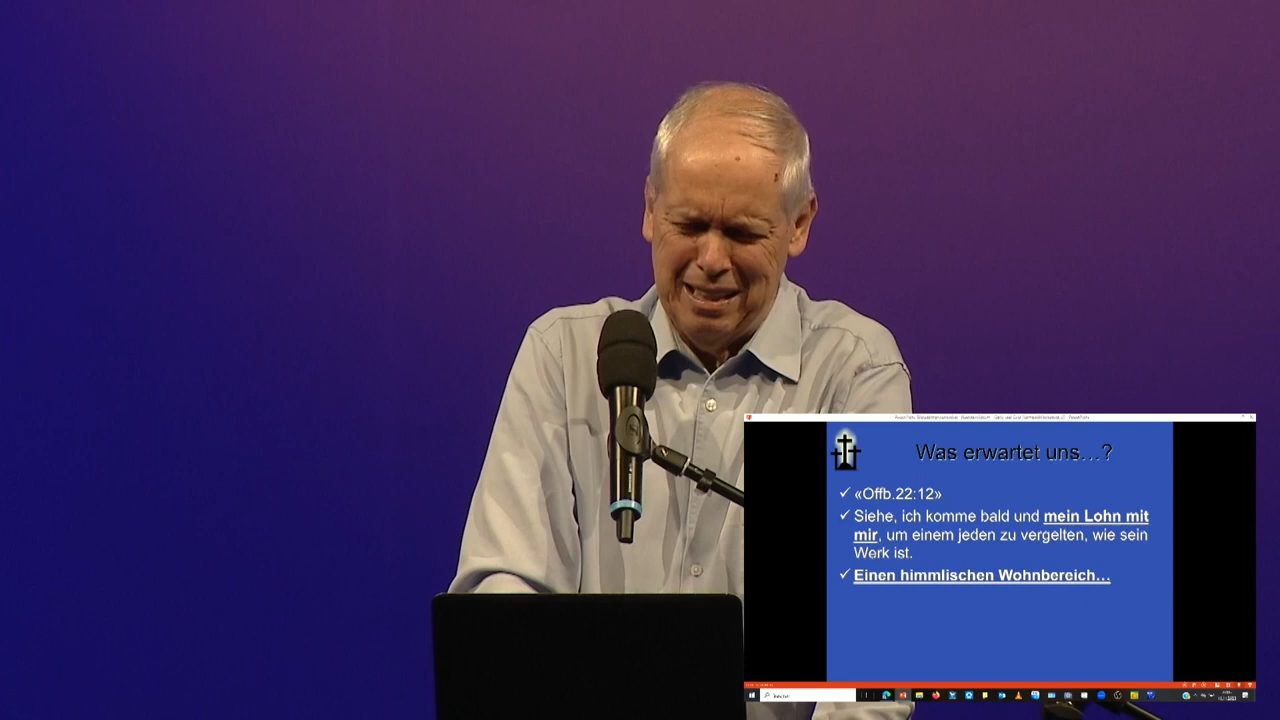 Was erwartet uns…?
«Offb.22:12»
Siehe, ich komme bald und mein Lohn mit
mir, um einem jeden zu vergelten, wie sein
Werk ist.
Einen himmlischen Wohnbereich…